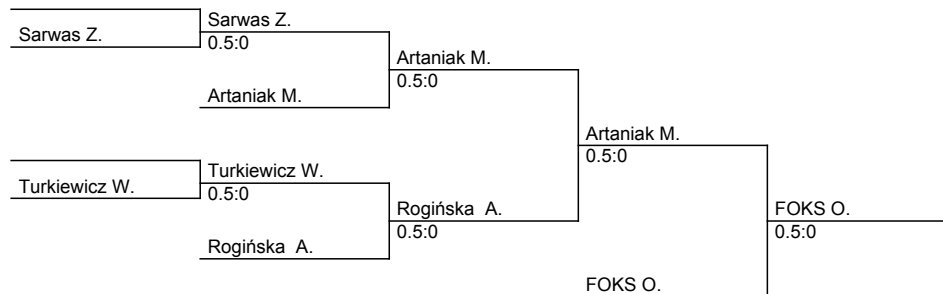 Sarwas Z.
Sarwas Z.
0.5:0
Artaniak M.
0.5:0
Artaniak M.
Artaniak M.
0.5:0
Turkiewicz W.
Turkiewicz W.
0.5:0
Rogińska  A.
0.5:0
FOKS O.
0.5:0
Rogińska  A.
FOKS O.